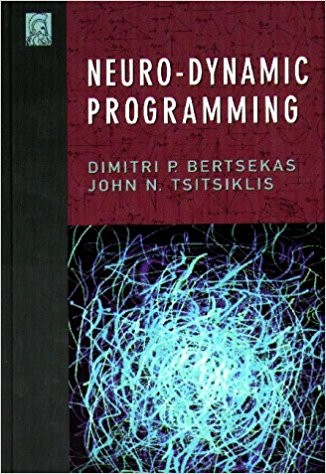 NEURO-DYNAMIC
PROGRAMMING
DIMITRI P. BERTSEKAS
JOHN N. TSITSIKLIS